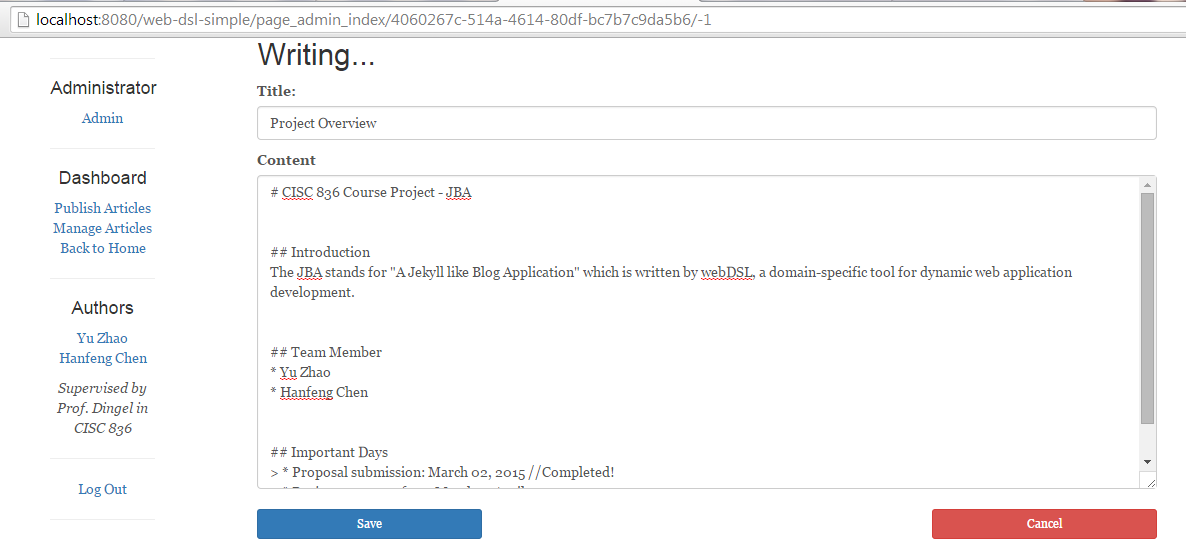 localhost:8080/web-dsl-simple/page_admin_index/4060267c-514a-4614-80df-bc7b7c9da5b6/-1
Administrator
Admin
Dashboard
Publish Articles
Manage Articles
Back to Home
Authors
Yu Zhao
Hanfeng Chen
Supervised by
Prof. Dingel in
CISC 836
Log Out
Writing...
Title:
Project Overview
Content
# CISC 836 Course Project - JBA
## Introduction
The JBA stands for "A Jekyll like Blog Application" which is written by webDSL, a domain-specific tool for dynamic web application
development.
## Team Member
* Yu Zhao
* Hanfeng Chen
## Important Days
> * Proposal submission: March 02, 2015 //Completed!
Save
Cancel